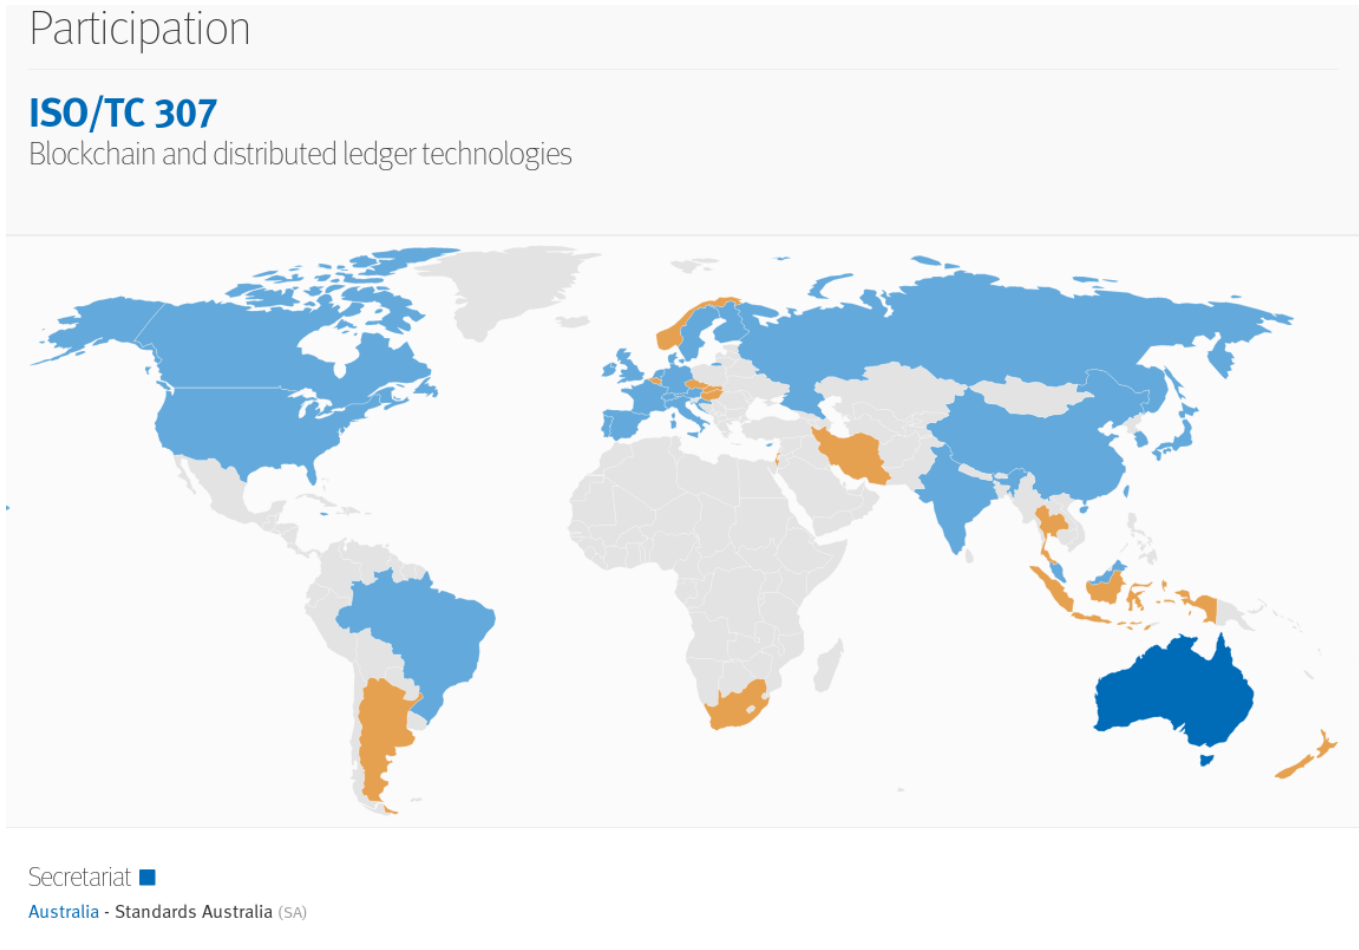 Participation
ISO/TC 307
Blockchain and distributed ledger technologies
Secretariat
Australia - Standards Australia (SA)